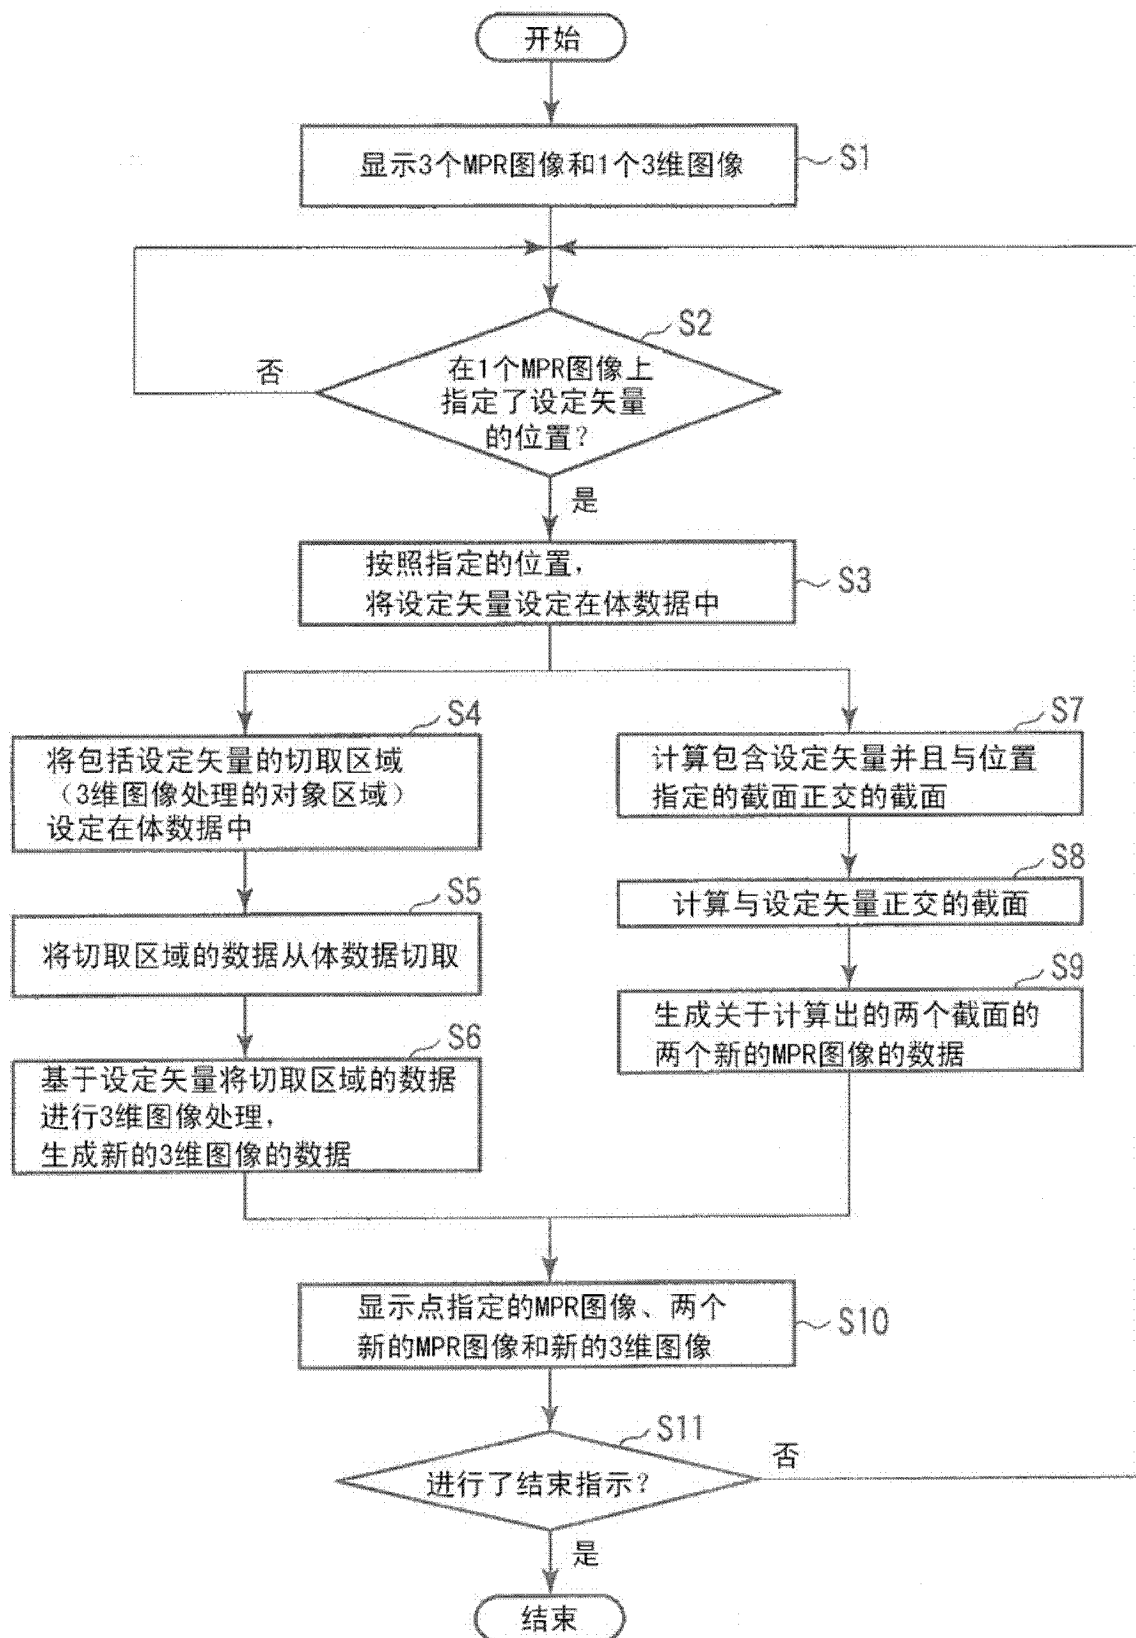 开始
显示3个MPR图像和1个3维图像
S1
S2
否
在1个MPR图像上
指定了设定矢量
的位置？
是
按照指定的位置，
将设定矢量设定在体数据中
S3
S4
将包括设定矢量的切取区域
（3维图像处理的对象区域）
设定在体数据中
S5
将切取区域的数据从体数据切取
S6
基于设定矢量将切取区域的数据
进行3维图像处理，
生成新的3维图像的数据
S7
计算包含设定矢量并且与位置
指定的截面正交的截面
S8
计算与设定矢量正交的截面
S9
生成关于计算出的两个截面的
两个新的MPR图像的数据
显示点指定的MPR图像、两个
新的MPR图像和新的3维图像
S10
S11
进行了结束指示？
否
是
结束